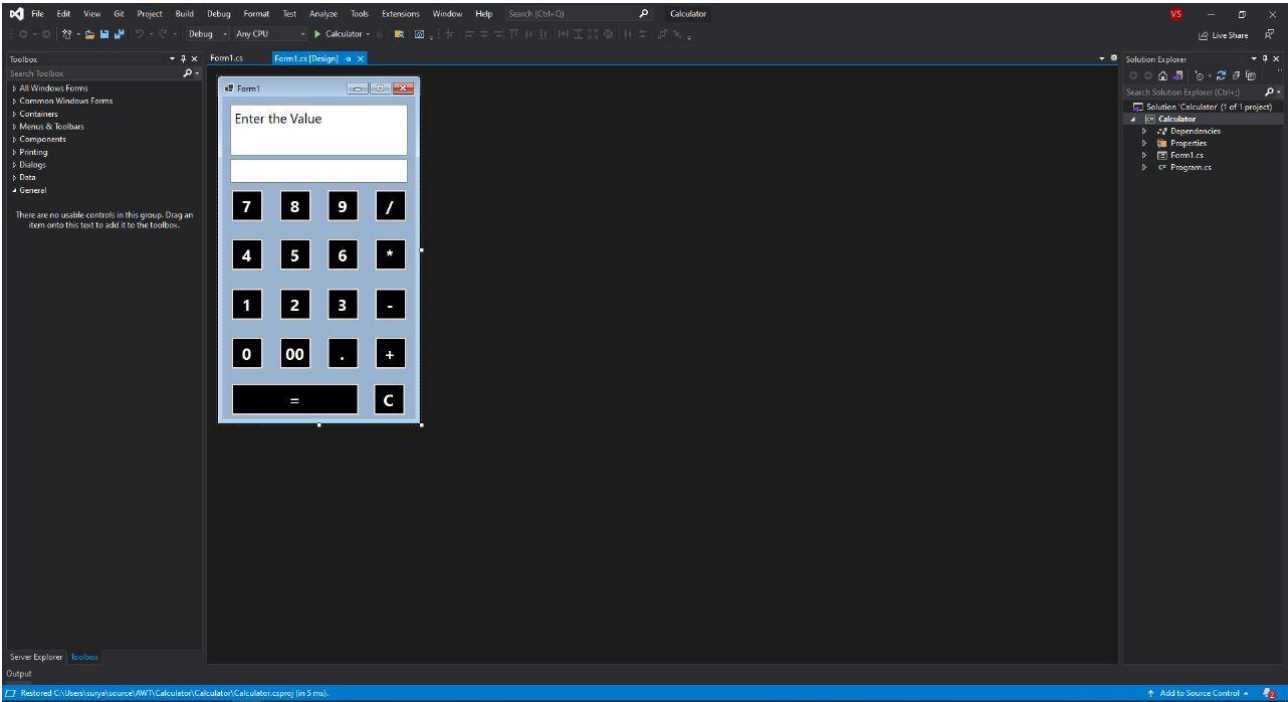 File Edit View Git Project Build Debug Format Test Analyze Tools Extensions Window Help Search (Ctrl+Q) Calculator VS
Debug Any CPU Calculator Live Share
Toolbox
Search Toolbox
All Windows Forms
Common Windows Forms
Containers
Menus & Toolbars
Components
Printing
Dialogs
Data
General
There are no usable controls in this group. Drag an
item onto this text to add it to the toolbox.
Server Explorer Toolbox
Form1.cs Form1.cs [Design]
Form1
Enter the Value
7 8 9 /
4 5 6 *
1 2 3 -
0 00 . +
= C
Solution Explorer
Search Solution Explorer (Ctrl+;)
Solution 'Calculator' (1 of 1 project)
Calculator
Dependencies
Properties
Form1.cs
C# Program.cs
Output
Restored C:\Users\surya\source\AWT\Calculator\Calculator\Calculator.csproj (in 5 ms).
Add to Source Control 2